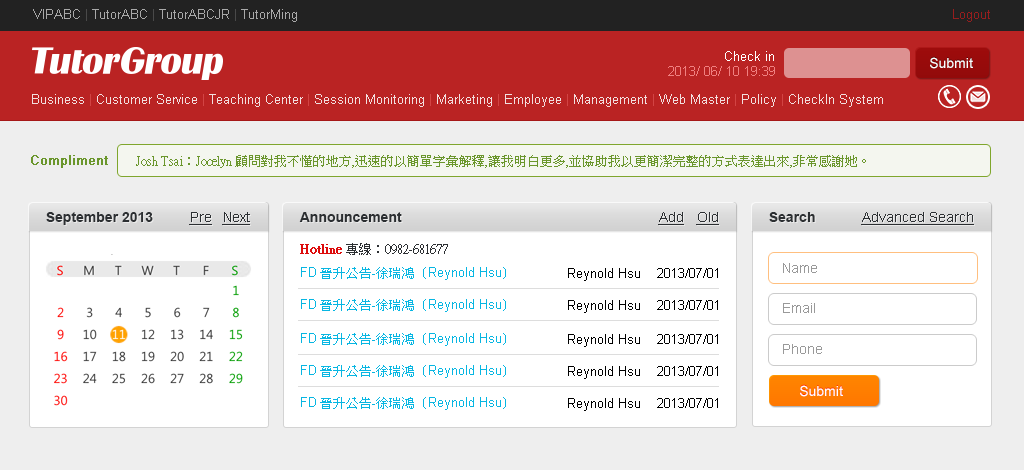 VIPABC | TutorABC | TutorABCJR | TutorMing
Logout
TutorGroup
Check in
2013/ 06/ 10 19:39
Submit
Business | Customer Service | Teaching Center | Session Monitoring | Marketing | Employee | Management | Web Master | Policy | CheckIn System
Compliment
Josh Tsai：Jocelyn 顧問對我不懂的地方,迅速的以簡單字彙解釋,讓我明白更多,並協助我以更簡潔完整的方式表達出來,非常感謝她。
September 2013 Pre Next
S M T W T F S
1
2 3 4 5 6 7 8
9 10 11 12 13 14 15
16 17 18 19 20 21 22
23 24 25 26 27 28 29
30
Announcement Add Old
Hotline 專線：0982-681677
FD 晉升公告-徐瑞鴻（Reynold Hsu） Reynold Hsu 2013/07/01
FD 晉升公告-徐瑞鴻（Reynold Hsu） Reynold Hsu 2013/07/01
FD 晉升公告-徐瑞鴻（Reynold Hsu） Reynold Hsu 2013/07/01
FD 晉升公告-徐瑞鴻（Reynold Hsu） Reynold Hsu 2013/07/01
FD 晉升公告-徐瑞鴻（Reynold Hsu） Reynold Hsu 2013/07/01
Search Advanced Search
Name
Email
Phone
Submit